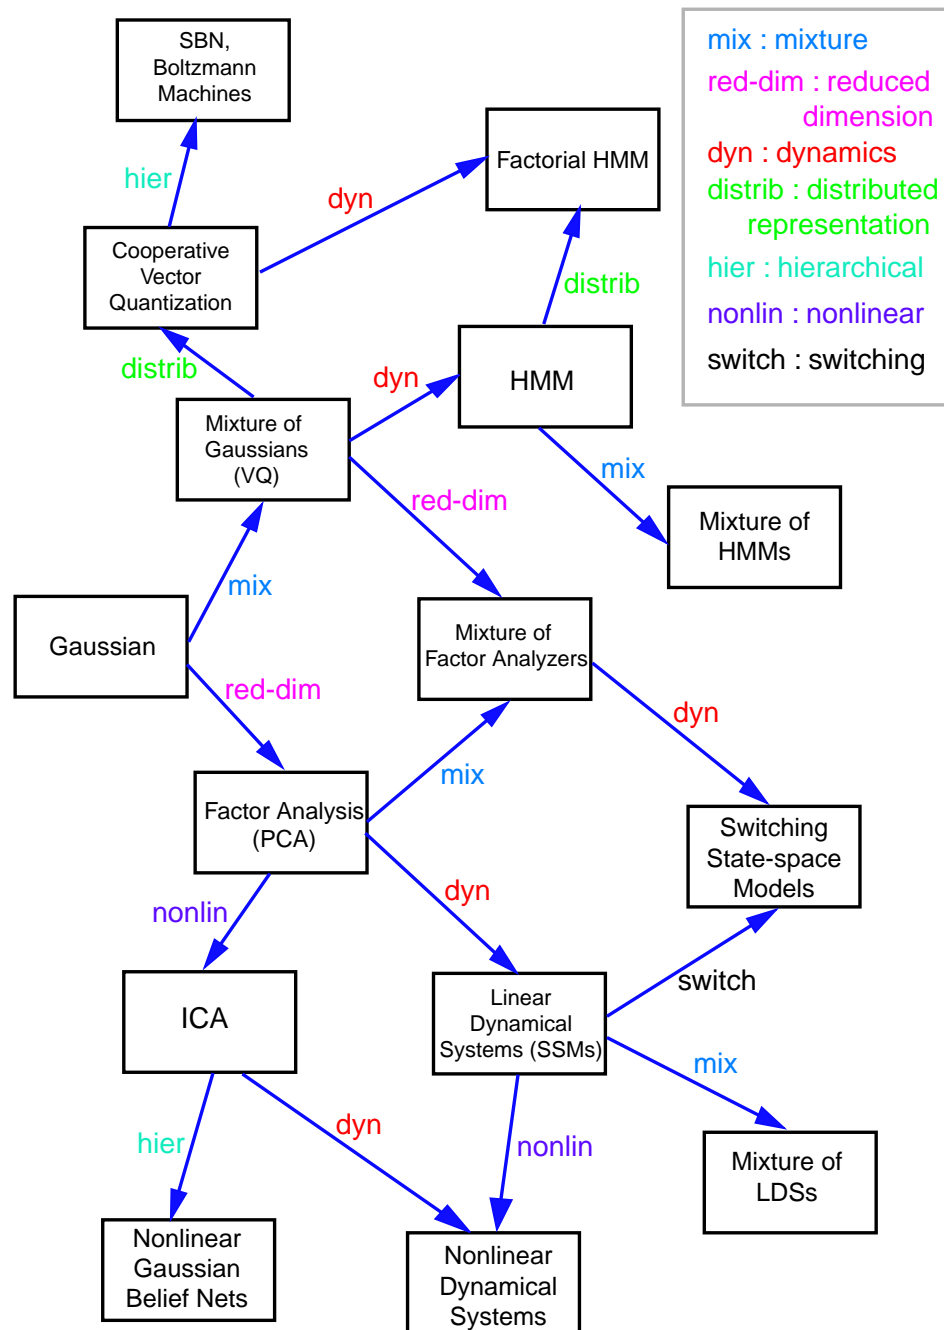 SBN,
Boltzmann
Machines
mix : mixture
red-dim : reduced
dimension
dyn : dynamics
distrib : distributed
representation
hier : hierarchical
nonlin : nonlinear
switch : switching
Factorial HMM
hier
dyn
Cooperative
Vector
Quantization
distrib
distrib
dyn
HMM
Mixture of
Gaussians
(VQ)
mix
red-dim
Mixture of
HMMs
mix
Gaussian
Mixture of
Factor Analyzers
red-dim
dyn
mix
Factor Analysis
(PCA)
Switching
State-space
Models
nonlin
dyn
switch
ICA
Linear
Dynamical
Systems (SSMs)
mix
hier
dyn
nonlin
Mixture of
LDSs
Nonlinear
Gaussian
Belief Nets
Nonlinear
Dynamical
Systems